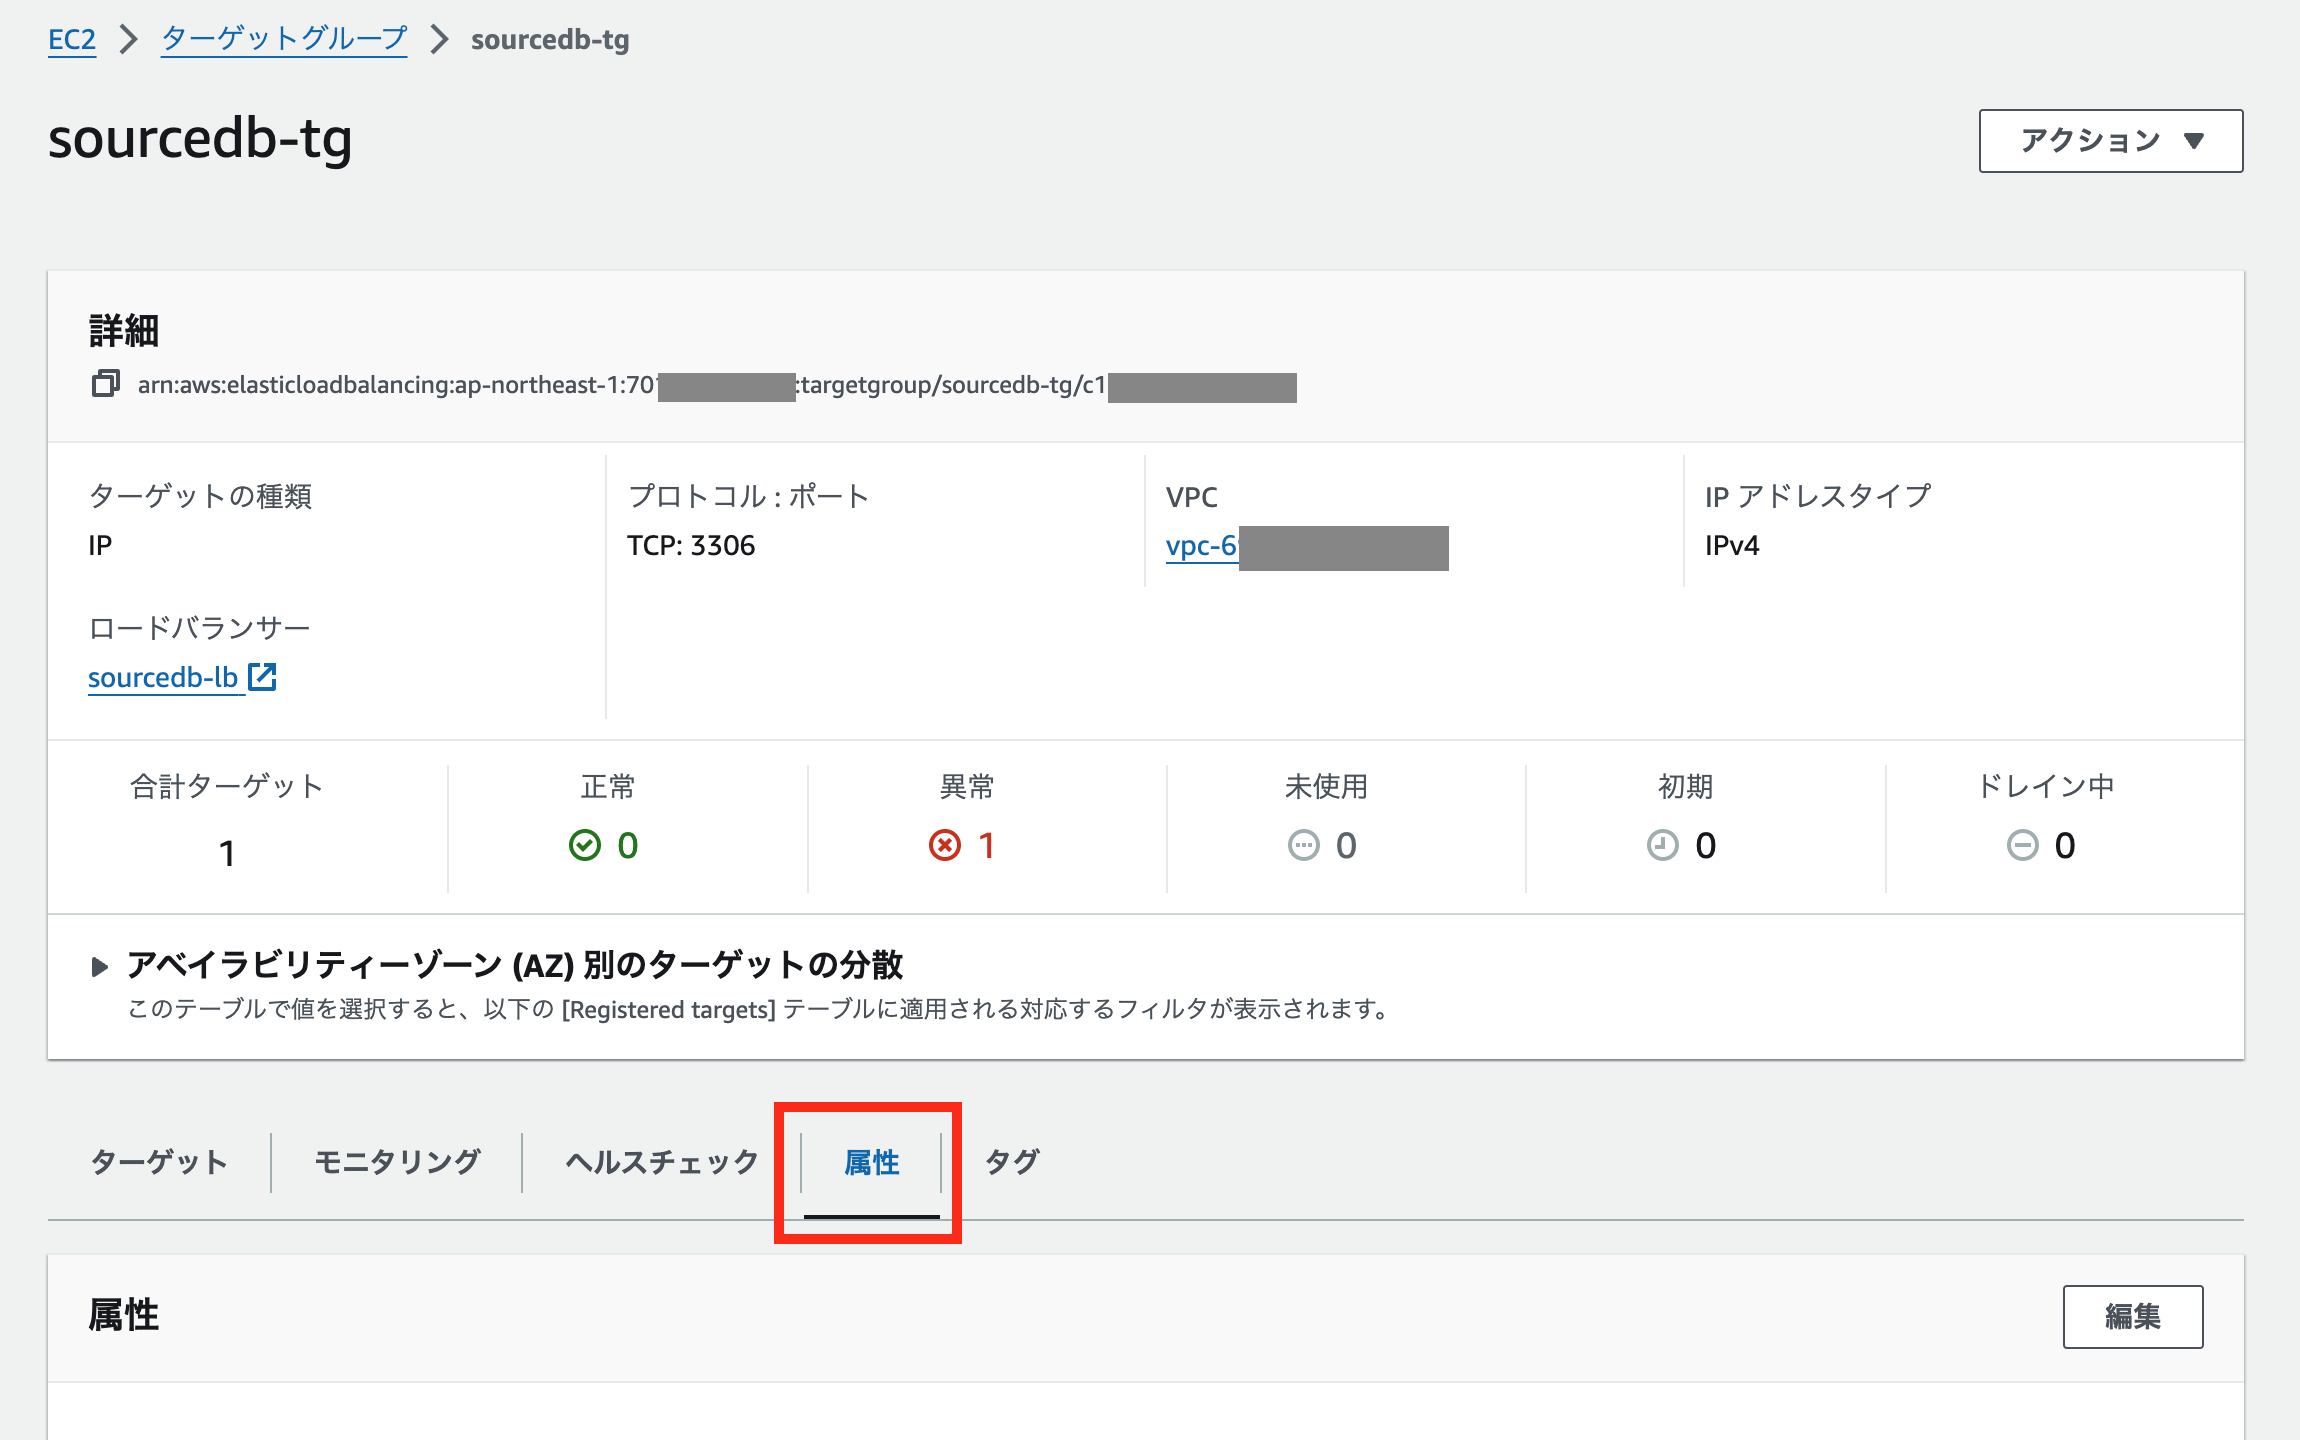 EC2 > ターゲットグループ > sourcedb-tg
sourcedb-tg
アクション ▼
詳細
arn:aws:elasticloadbalancing:ap-northeast-1:70 :targetgroup/sourcedb-tg/c1
ターゲットの種類
IP
プロトコル : ポート
TCP: 3306
VPC
vpc-6
IP アドレスタイプ
IPv4
ロードバランサー
sourcedb-lb
合計ターゲット
1
正常
0
異常
1
未使用
0
初期
0
ドレイン中
0
アベイラビリティーゾーン (AZ) 別のターゲットの分散
このテーブルで値を選択すると、以下の [Registered targets] テーブルに適用される対応するフィルタが表示されます。
ターゲット
モニタリング
ヘルスチェック
属性
タグ
属性
編集